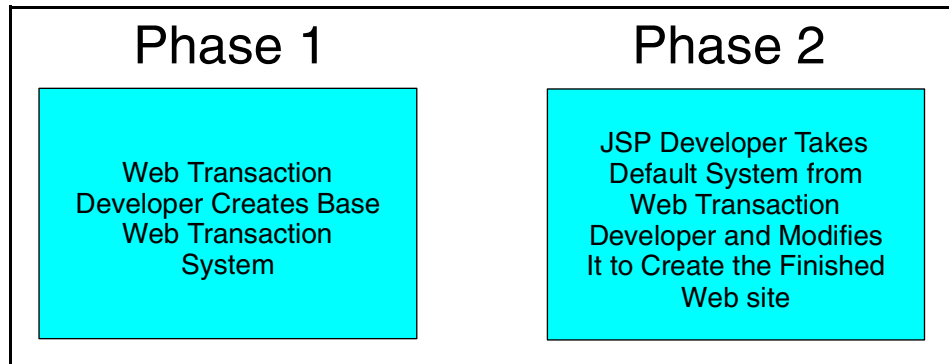 Phase 1
Web Transaction
Developer Creates Base
Web Transaction
System
Phase 2
JSP Developer Takes
Default System from
Web Transaction
Developer and Modifies
It to Create the Finished
Web site